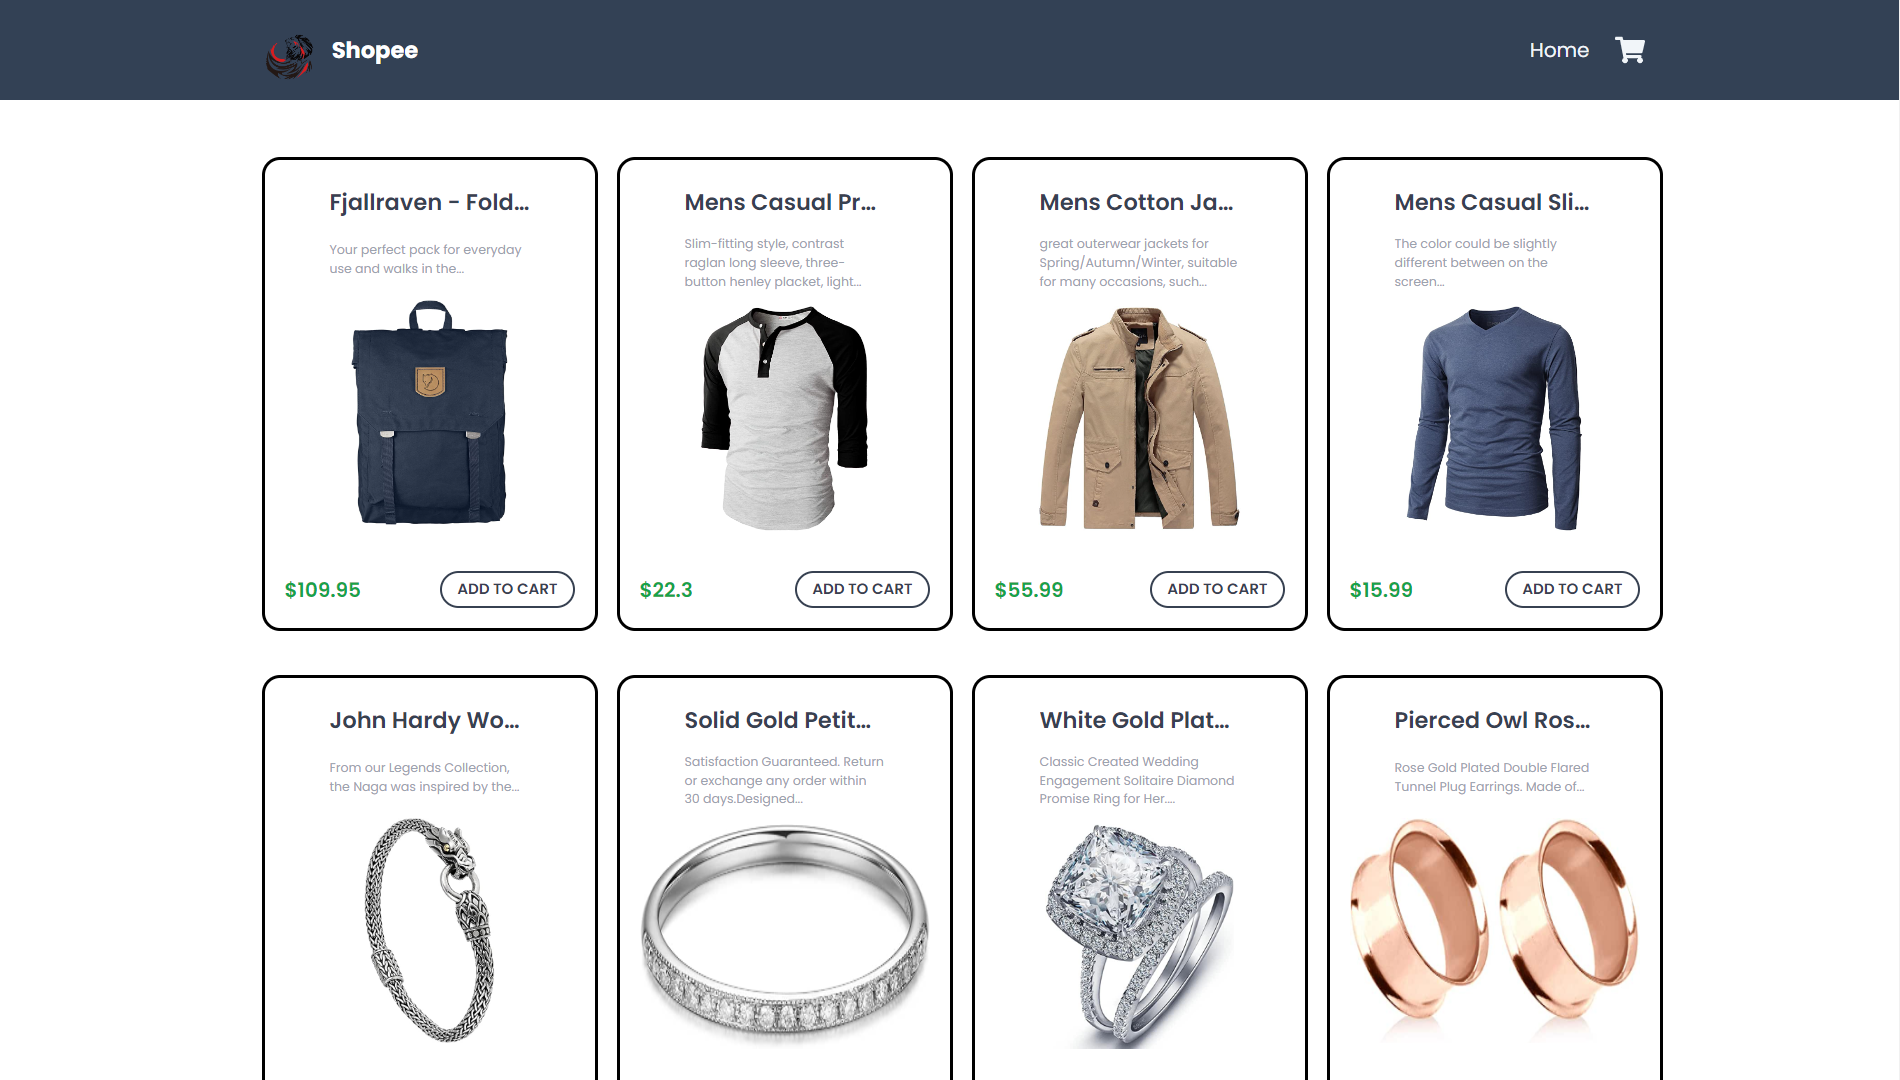 Shopee
Home
Fjallraven - Fold...
Your perfect pack for everyday
use and walks in the...
$109.95
ADD TO CART
Mens Casual Pr...
Slim-fitting style, contrast
raglan long sleeve, three-
button henley placket, light...
$22.3
ADD TO CART
Mens Cotton Ja...
great outerwear jackets for
Spring/Autumn/Winter, suitable
for many occasions, such...
$55.99
ADD TO CART
Mens Casual Sli...
The color could be slightly
different between on the
screen...
$15.99
ADD TO CART
John Hardy Wo...
From our Legends Collection,
the Naga was inspired by the...
Solid Gold Petit...
Satisfaction Guaranteed. Return
or exchange any order within
30 days.Designed...
White Gold Plat...
Classic Created Wedding
Engagement Solitaire Diamond
Promise Ring for Her....
Pierced Owl Ros...
Rose Gold Plated Double Flared
Tunnel Plug Earrings. Made of...